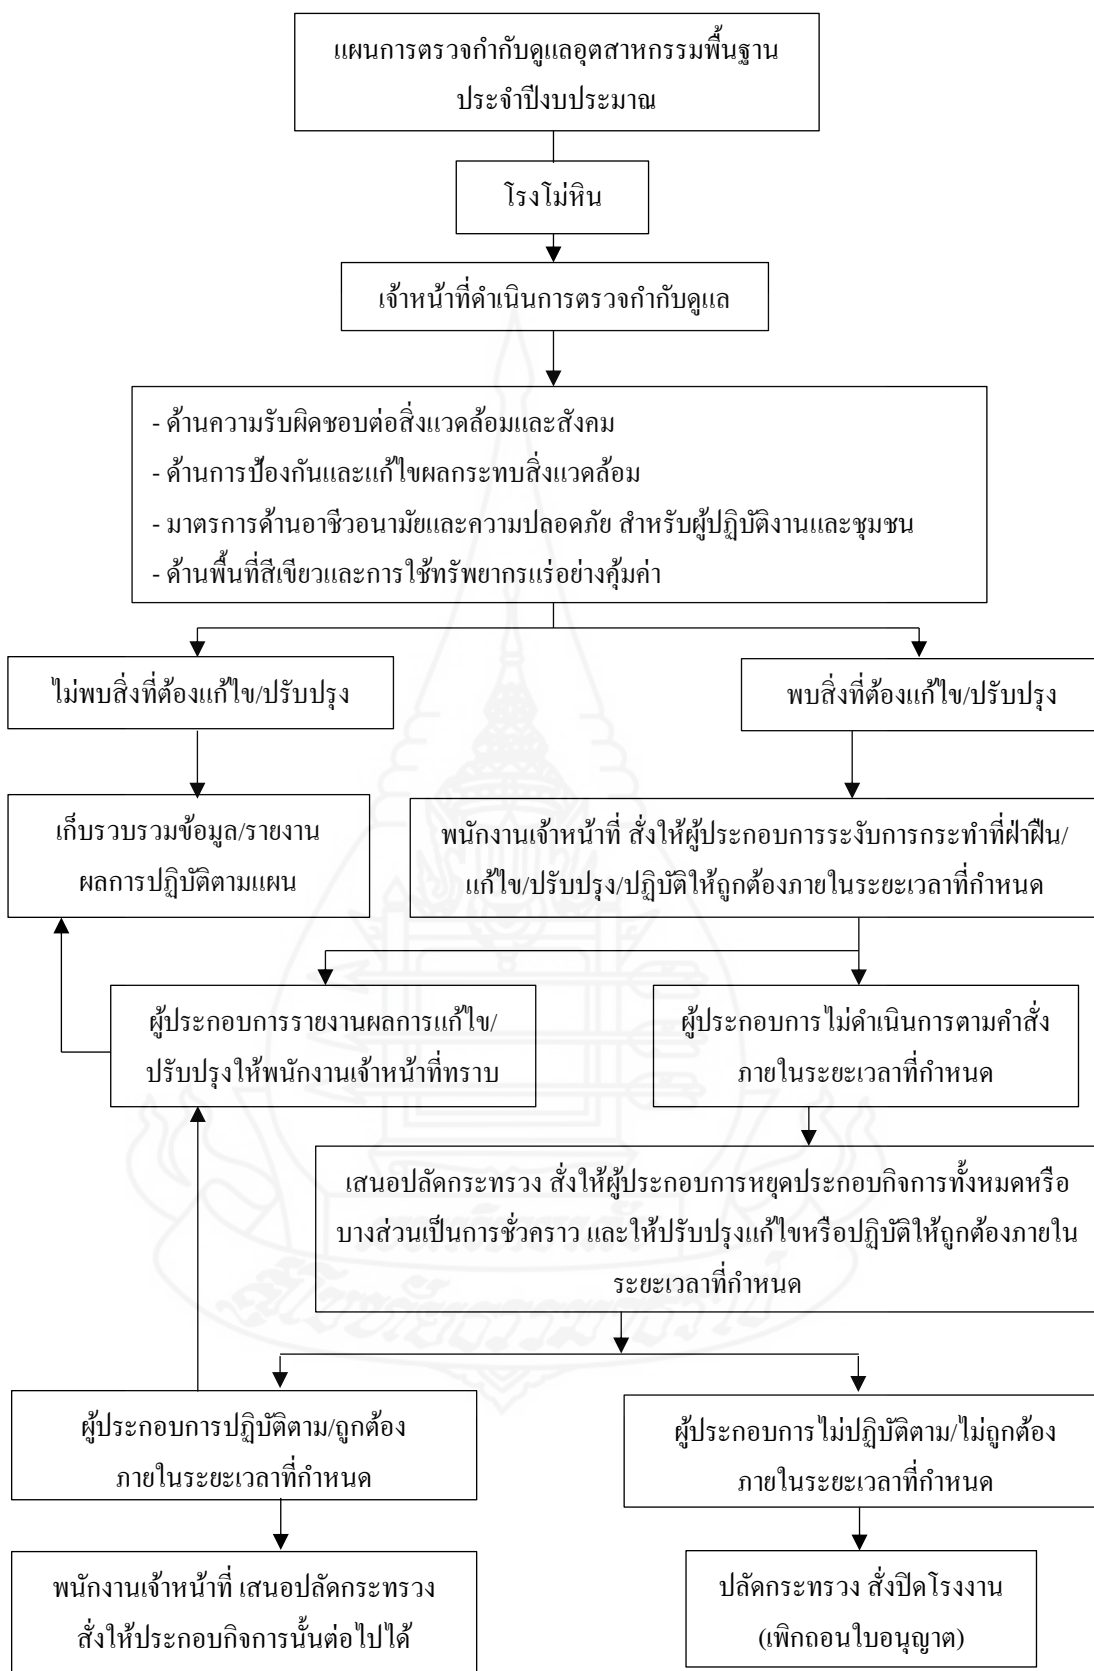 แผนการตรวจกำกับดูแลอุตสาหกรรมพื้นฐาน
ประจำปีงบประมาณ
โรงโม่หิน
เจ้าหน้าที่ดำเนินการตรวจกำกับดูแล
- ด้านความรับผิดชอบต่อสิ่งแวดล้อมและสังคม
- ด้านการป้องกันและแก้ไขผลกระทบสิ่งแวดล้อม
- มาตรการด้านอาชีวอนามัยและความปลอดภัย สำหรับผู้ปฏิบัติงานและชุมชน
- ด้านพื้นที่สีเขียวและการใช้ทรัพยากรแร่อย่างคุ้มค่า
ไม่พบสิ่งที่ต้องแก้ไข/ปรับปรุง
พบสิ่งที่ต้องแก้ไข/ปรับปรุง
เก็บรวบรวมข้อมูล/รายงาน
ผลการปฏิบัติตามแผน
พนักงานเจ้าหน้าที่ สั่งให้ผู้ประกอบการระงับการกระทำที่ฝ่าฝืน/
แก้ไข/ปรับปรุง/ปฏิบัติให้ถูกต้องภายในระยะเวลาที่กำหนด
ผู้ประกอบการรายงานผลการแก้ไข/
ปรับปรุงให้พนักงานเจ้าหน้าที่ทราบ
ผู้ประกอบการไม่ดำเนินการตามคำสั่ง
ภายในระยะเวลาที่กำหนด
เสนอปลัดกระทรวง สั่งให้ผู้ประกอบการหยุดประกอบกิจการทั้งหมดหรือ
บางส่วนเป็นการชั่วคราว และให้ปรับปรุงแก้ไขหรือปฏิบัติให้ถูกต้องภายใน
ระยะเวลาที่กำหนด
ผู้ประกอบการปฏิบัติตาม/ถูกต้อง
ภายในระยะเวลาที่กำหนด
ผู้ประกอบการไม่ปฏิบัติตาม/ไม่ถูกต้อง
ภายในระยะเวลาที่กำหนด
พนักงานเจ้าหน้าที่ เสนอปลัดกระทรวง
สั่งให้ประกอบกิจการนั้นต่อไปได้
ปลัดกระทรวง สั่งปิดโรงงาน
(เพิกถอนใบอนุญาต)